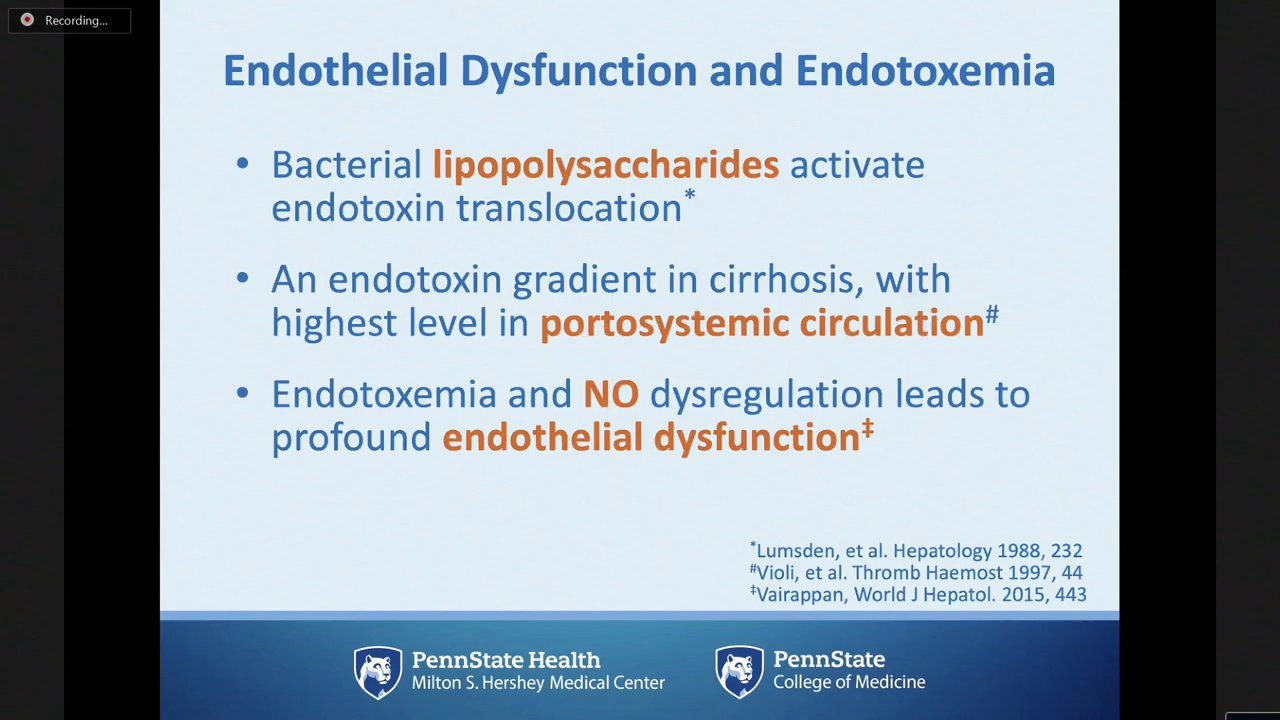 Recording...
Endothelial Dysfunction and Endotoxemia
• Bacterial lipopolysaccharides activate
endotoxin translocation*
• An endotoxin gradient in cirrhosis, with
highest level in portosystemic circulation#
• Endotoxemia and NO dysregulation leads to
profound endothelial dysfunction‡
*Lumsden, et al. Hepatology 1988, 232
#Violi, et al. Thromb Haemost 1997, 44
‡Vairappan, World J Hepatol. 2015, 443
PennState Health
Milton S. Hershey Medical Center
PennState
College of Medicine